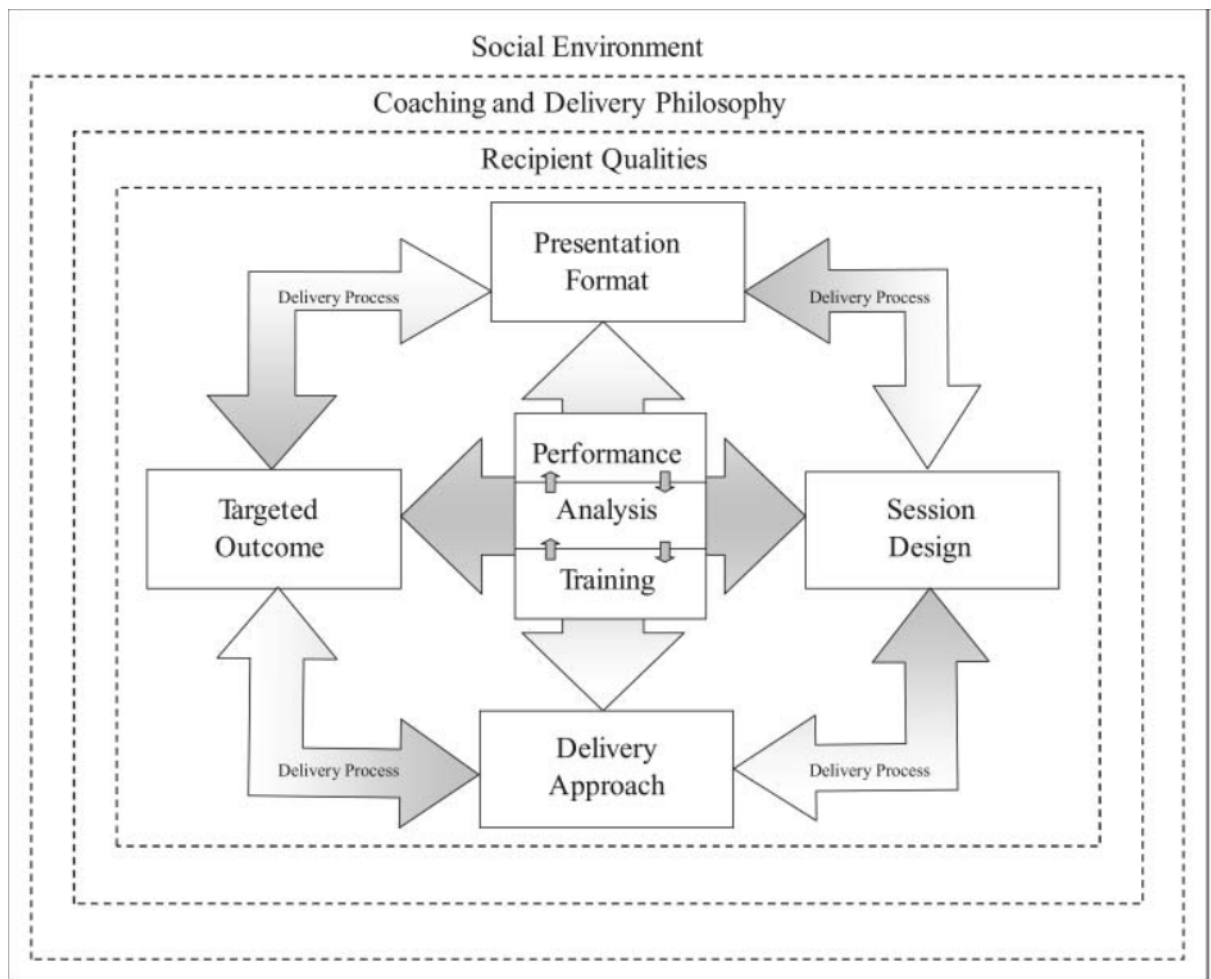 Social Environment
Coaching and Delivery Philosophy
Recipient Qualities
Presentation
Format
Delivery Process
Delivery Process
Performance
Analysis
Training
Targeted
Outcome
Session
Design
Delivery Process
Delivery Process
Delivery
Approach